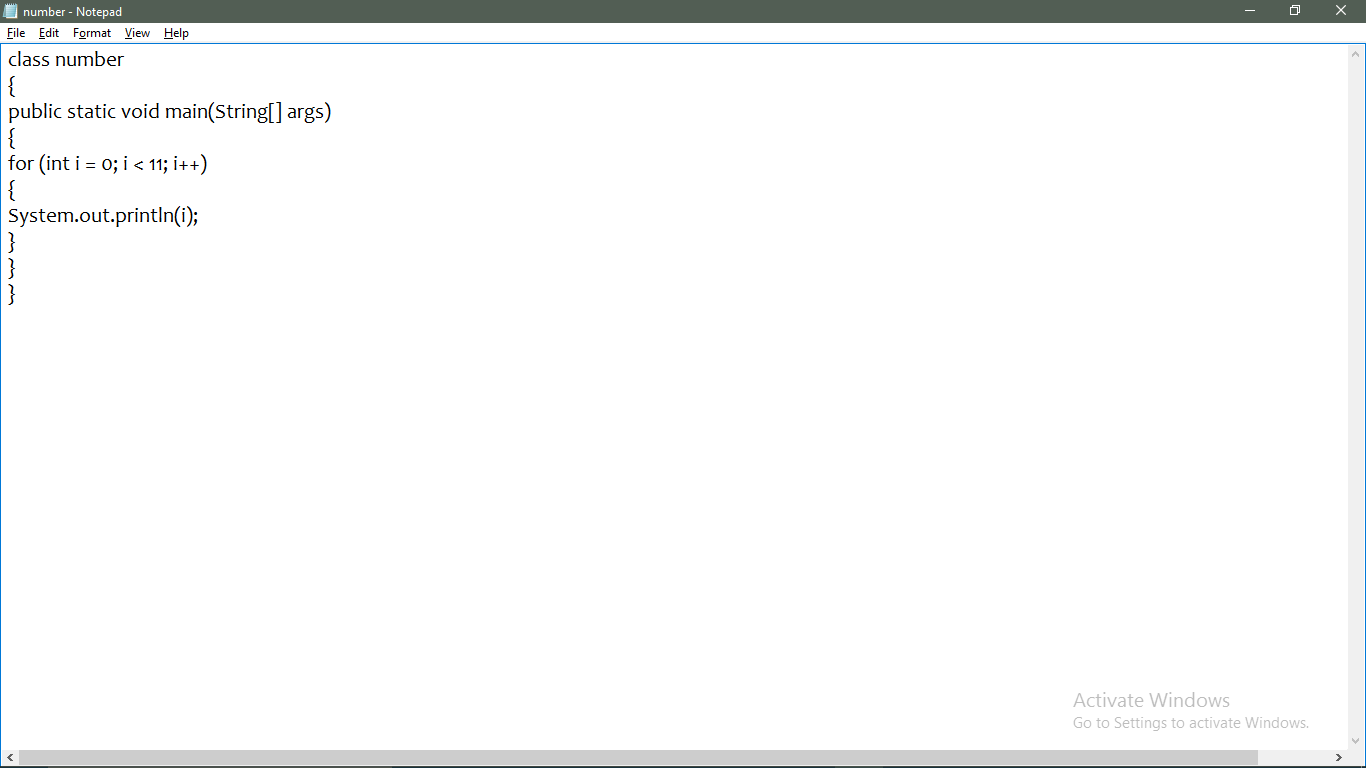 number - Notepad
File Edit Format View Help
class number
{
public static void main(String[] args)
{
for (int i = 0; i < 11; i++)
{
System.out.println(i);
}
}
}
Activate Windows
Go to Settings to activate Windows.